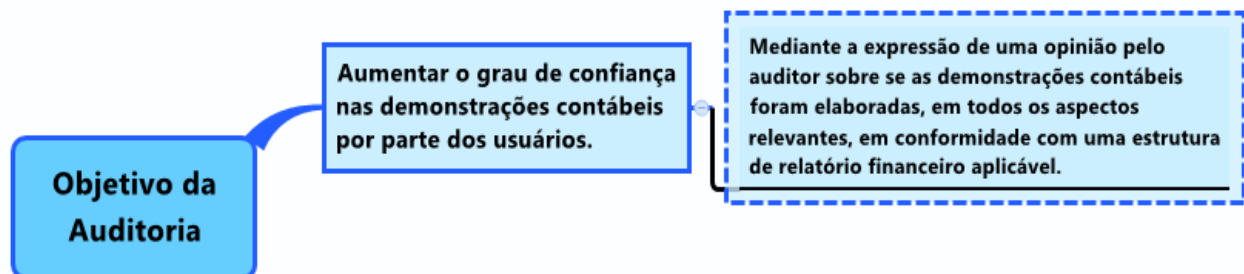 Objetivo da
Auditoria
Aumentar o grau de confiança
nas demonstrações contábeis
por parte dos usuários.
Mediante a expressão de uma opinião pelo
auditor sobre se as demonstrações contábeis
foram elaboradas, em todos os aspectos
relevantes, em conformidade com uma estrutura
de relatório financeiro aplicável.